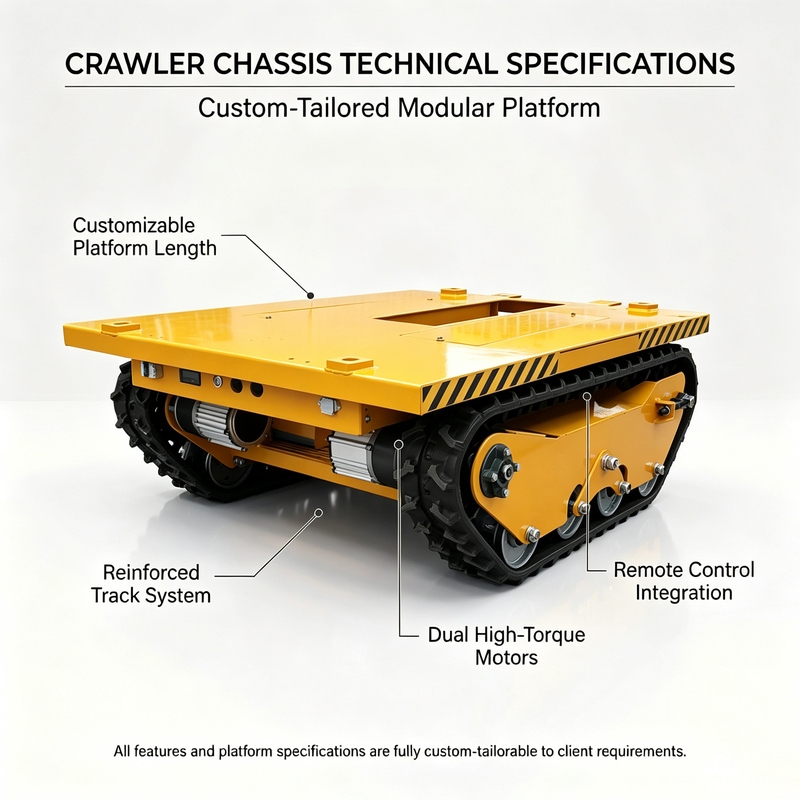 CRAWLER CHASSIS TECHNICAL SPECIFICATIONS
Custom-Tailored Modular Platform
Customizable
Platform Length
Reinforced
Track System
Remote Control
Integration
Dual High-Torque
Motors
All features and platform specifications are fully custom-tailorable to client requirements.